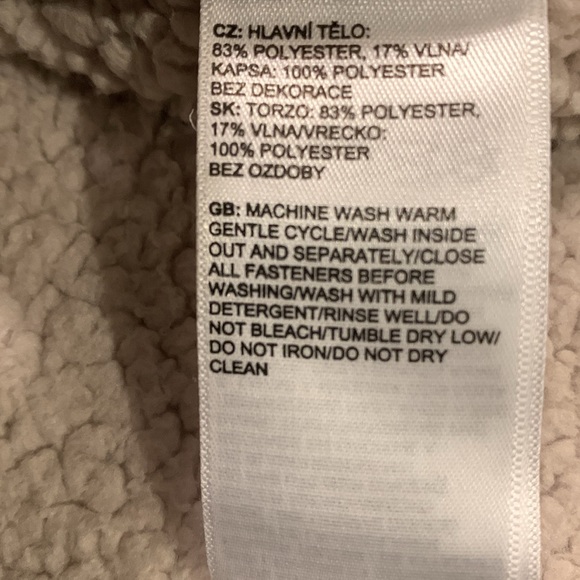 CZ: HLAVNÍ TĚLO:
83% POLYESTER, 17% VLNA/
KAPSA: 100% POLYESTER
BEZ DEKORACE
SK: TORZO: 83% POLYESTER,
17% VLNA/VRECKO:
100% POLYESTER
BEZ OZDOBY
GB: MACHINE WASH WARM
GENTLE CYCLE/WASH INSIDE
OUT AND SEPARATELY/CLOSE
ALL FASTENERS BEFORE
WASHING/WASH WITH MILD
DETERGENT/RINSE WELL/DO
NOT BLEACH/TUMBLE DRY LOW/
DO NOT IRON/DO NOT DRY
CLEAN